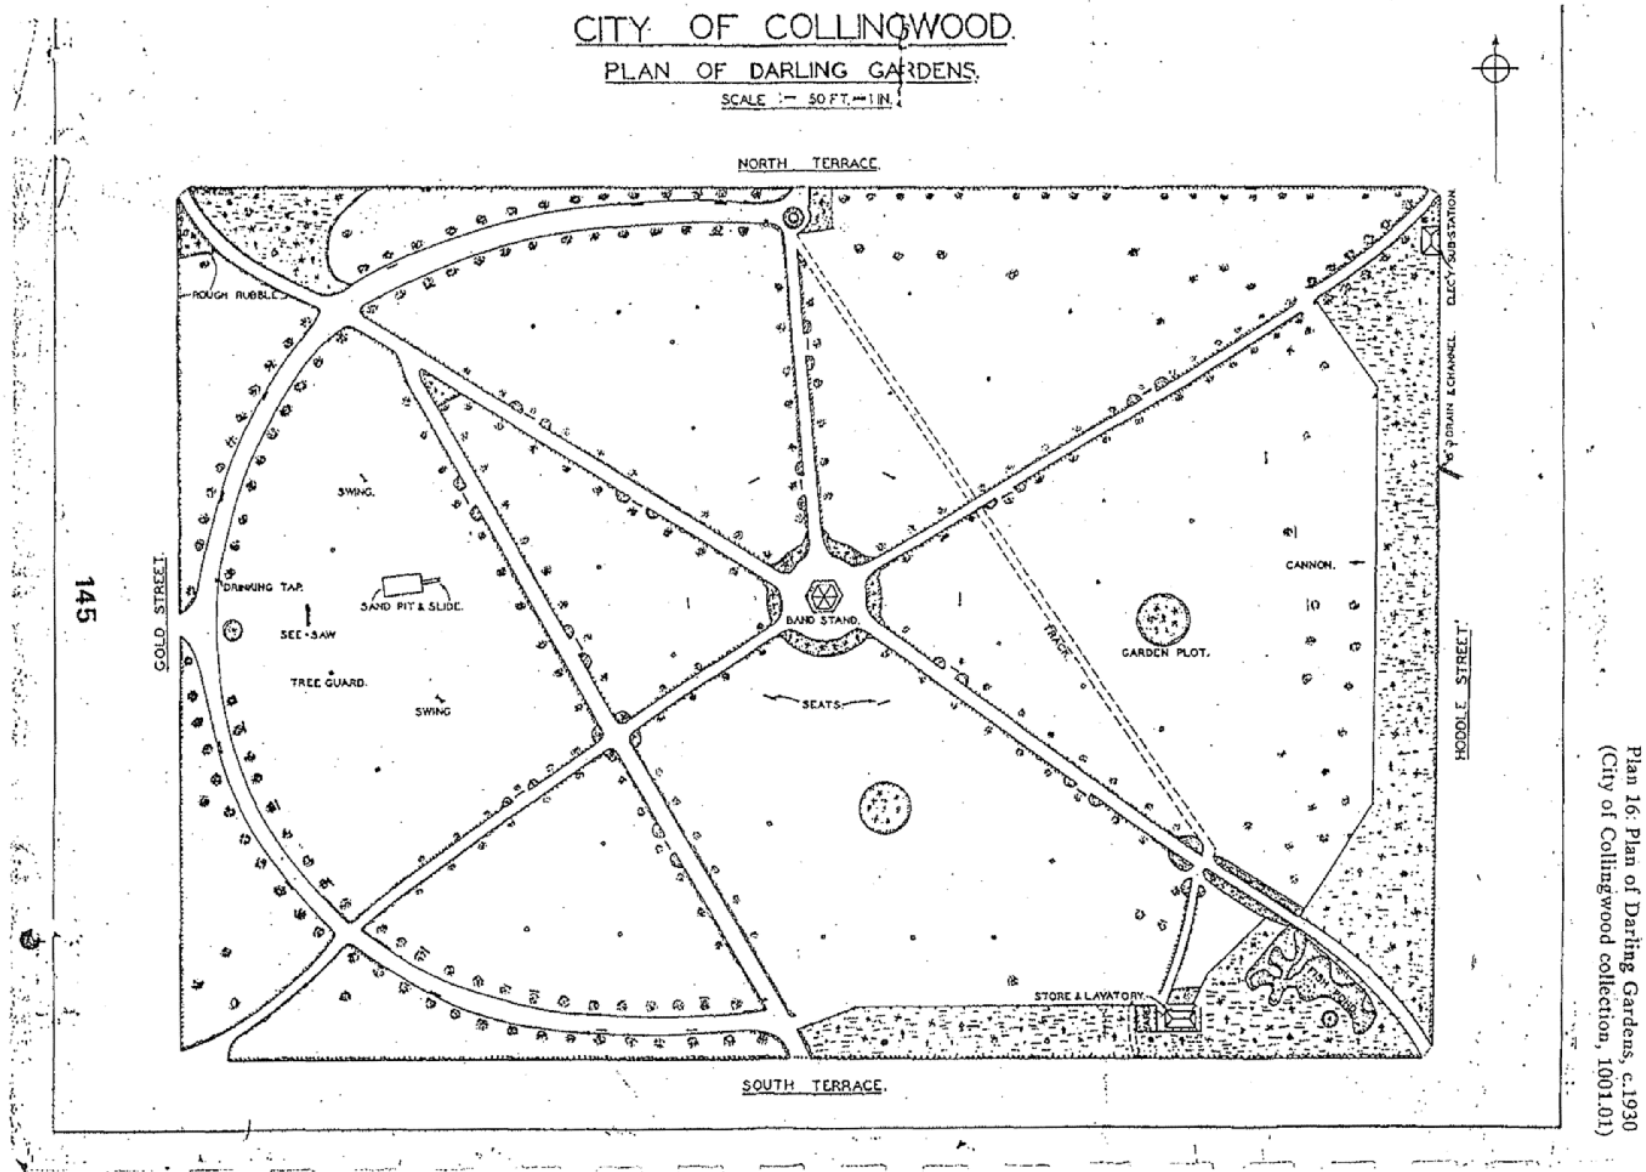 CITY OF COLLINGWOOD.
PLAN OF DARLING GARDENS.
SCALE :- 50 FT. = 1 IN.
NORTH TERRACE.
ELEC'Y SUB-STATION
ROUGH RUBBLE
DRAIN & CHANNEL.
SWING.
GOLD STREET.
DRINKING TAP.
SAND PIT & SLIDE.
SEE-SAW
TREE GUARD.
SWING
BAND STAND.
SEATS.
TRACK.
CANNON.
GARDEN PLOT.
HODDLE STREET.
STORE & LAVATORY.
SOUTH TERRACE.
145
Plan 16: Plan of Darling Gardens, c.1930
(City of Collingwood collection, 1001.01)